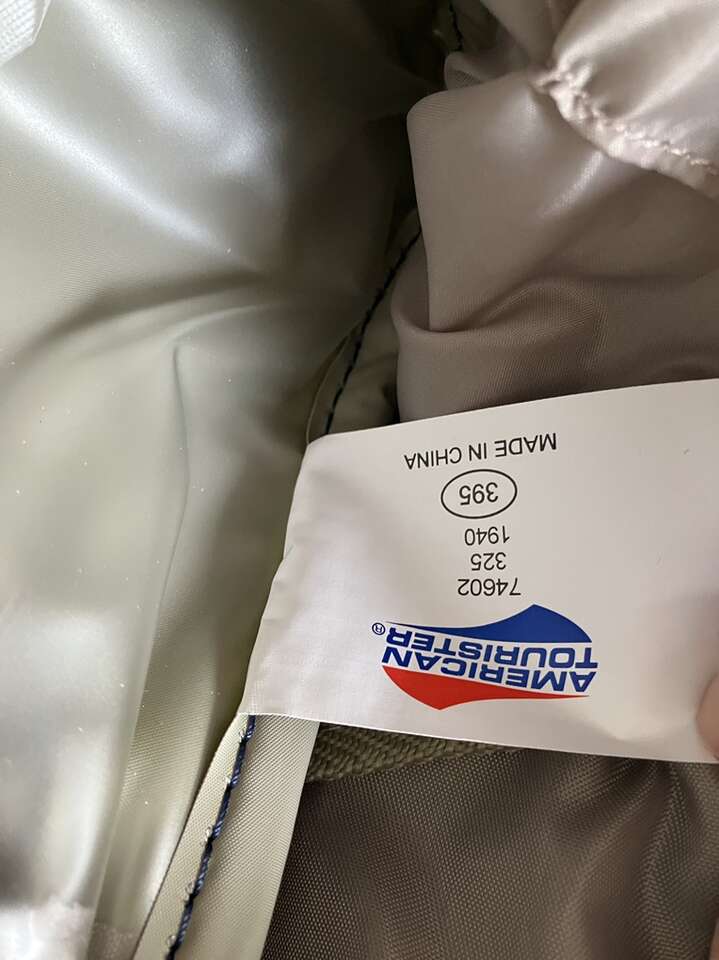 AMERICAN
TOURISTER®
74602
325
1940
395
MADE IN CHINA